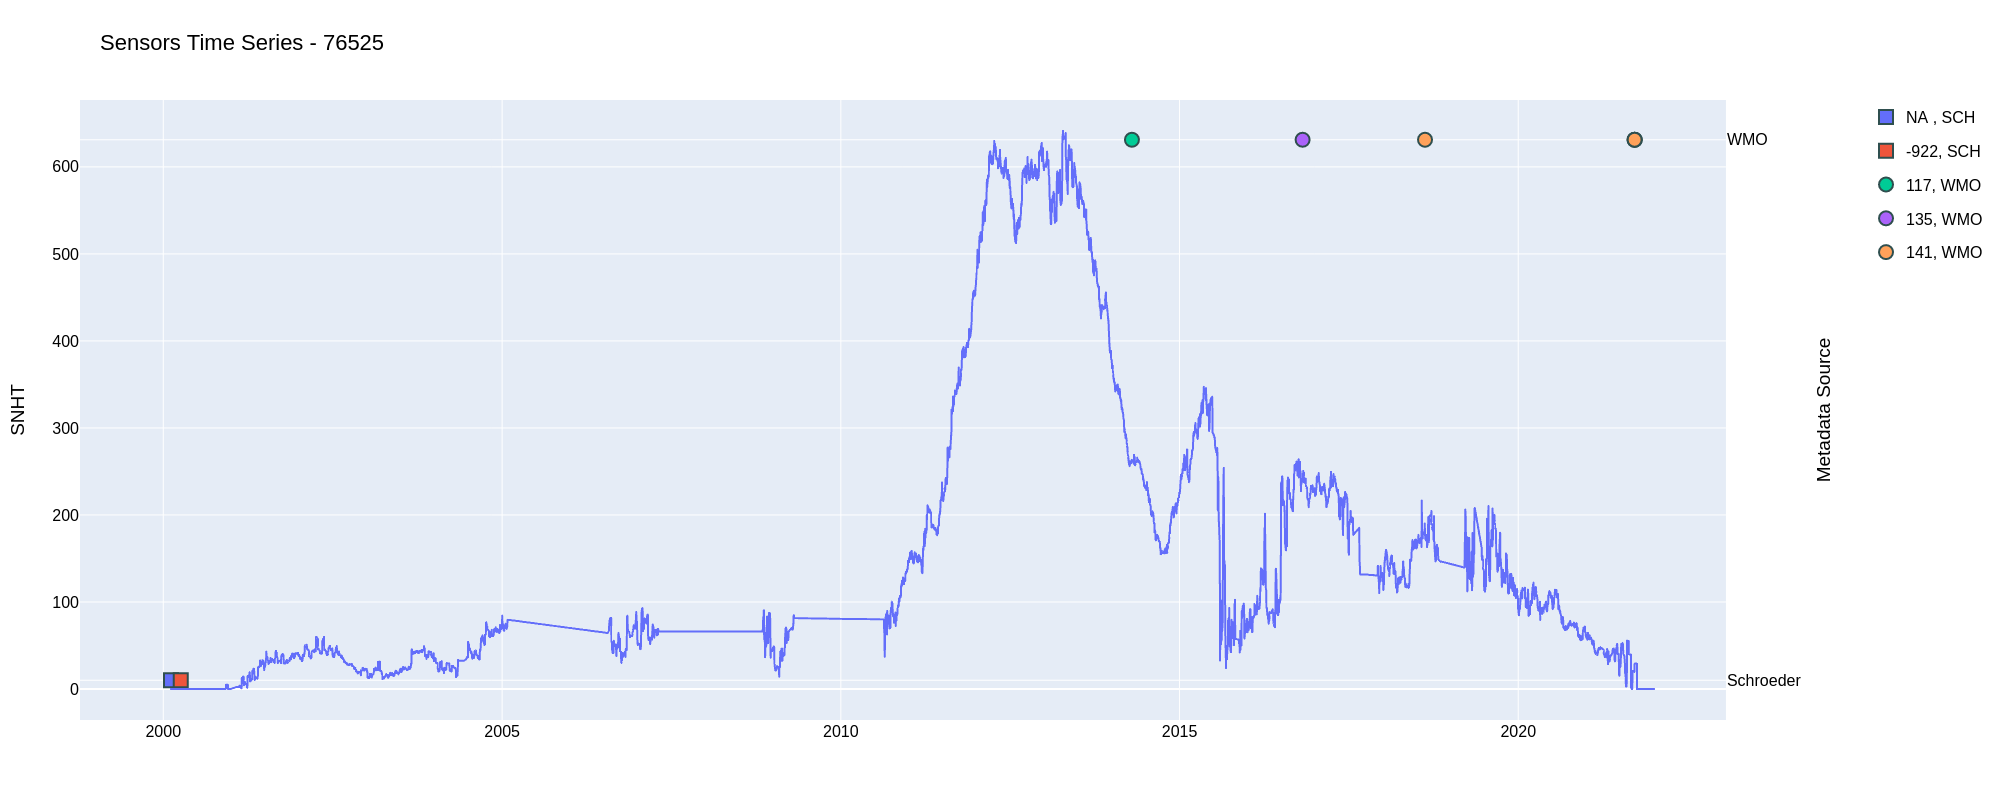 Sensors Time Series - 76525
NA , SCH
-922, SCH
117, WMO
135, WMO
141, WMO
WMO
Schroeder
Metadata Source
SNHT
600
500
400
300
200
100
0
2000
2005
2010
2015
2020